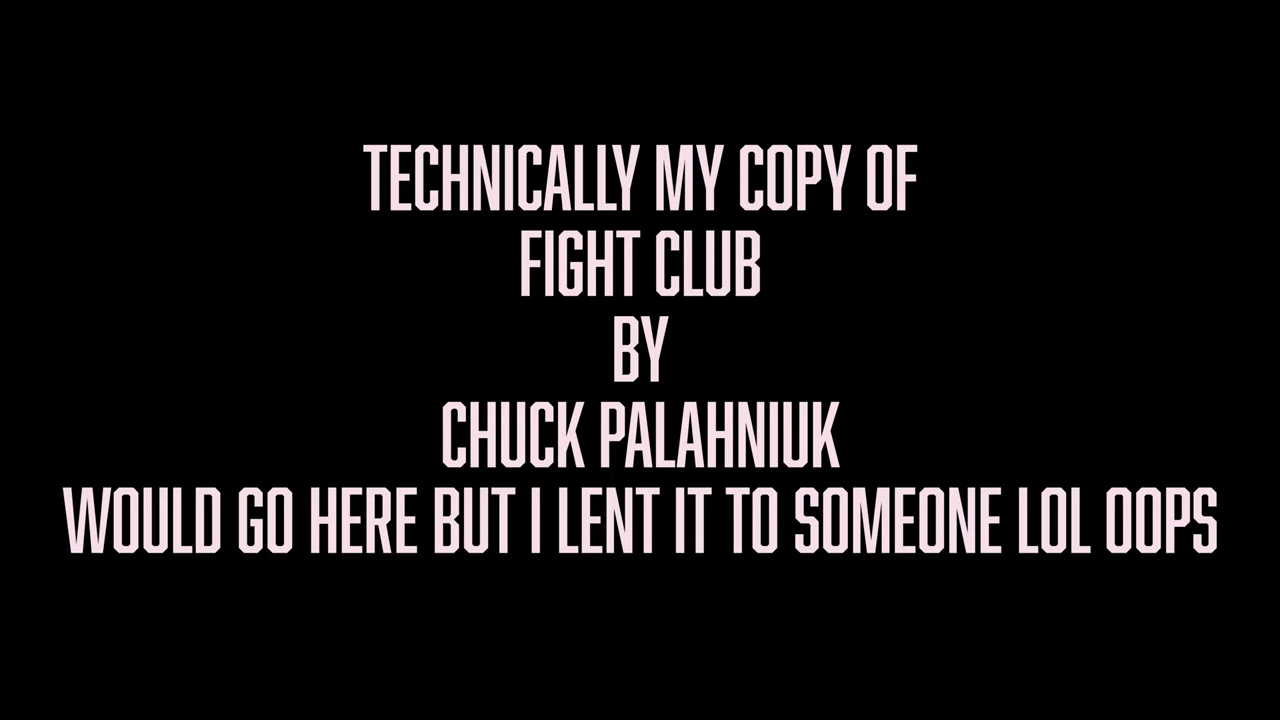 TECHNICALLY MY COPY OF
FIGHT CLUB
BY
CHUCK PALAHNIUK
WOULD GO HERE BUT I LENT IT TO SOMEONE LOL OOPS